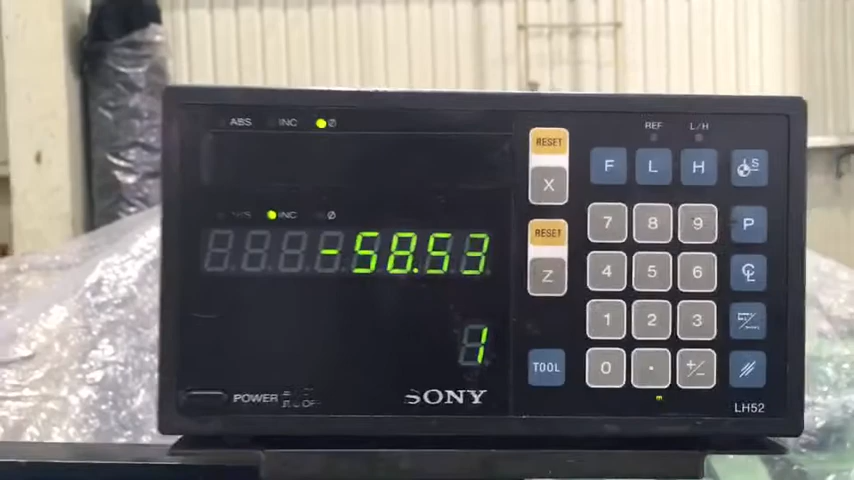 ABS INC Ø
INC Ø
-58.53
1
POWER
SONY
REF L/H
RESET
X
F L H
RESET
Z
7 8 9 P
4 5 6
1 2 3
TOOL
0 . +/-
LH52